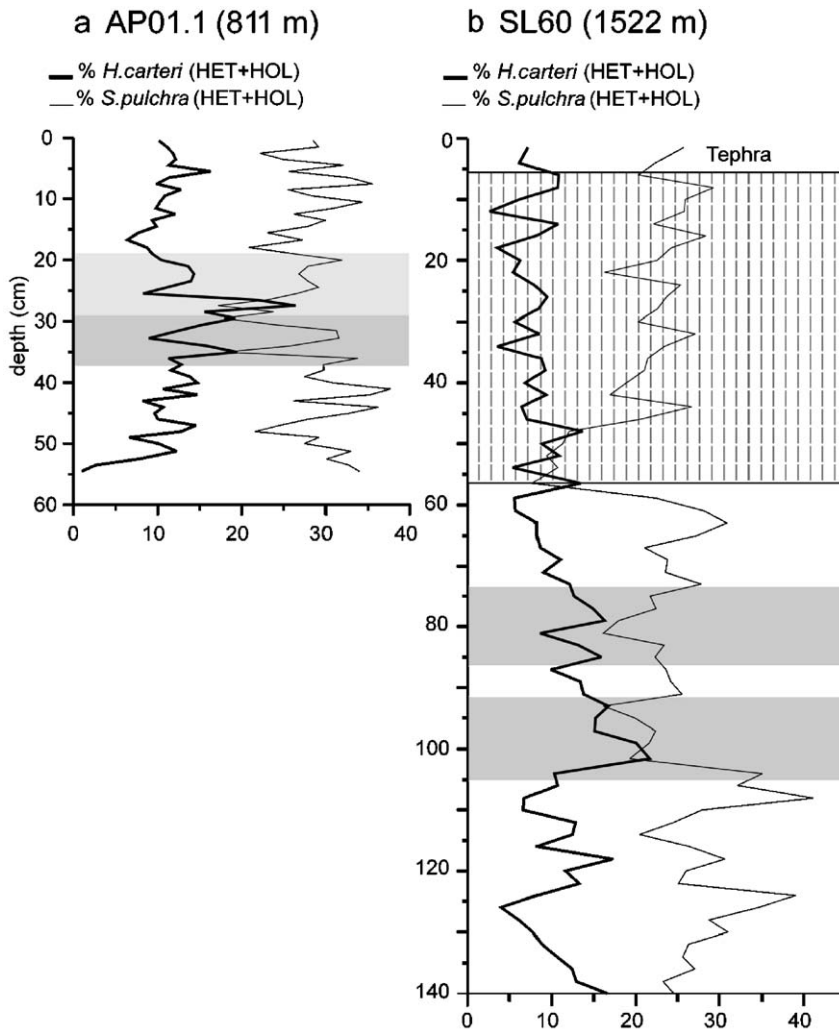 a AP01.1 (811 m)
% H.carteri (HET+HOL)
% S.pulchra (HET+HOL)
0
10
20
30
40
50
60
depth (cm)
0 10 20 30 40
b SL60 (1522 m)
% H.carteri (HET+HOL)
% S.pulchra (HET+HOL)
Tephra
0
20
40
60
80
100
120
140
0 10 20 30 40